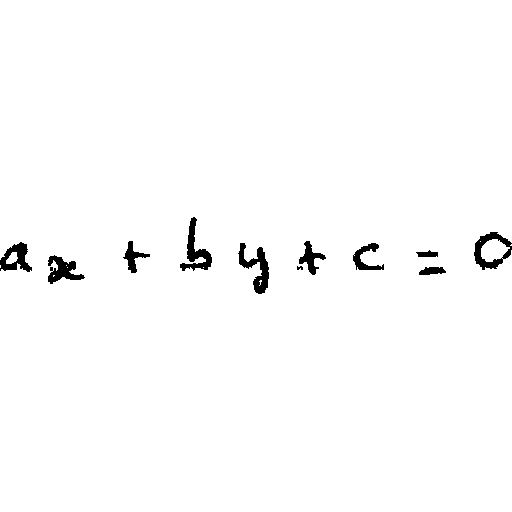 ax + by + c = 0